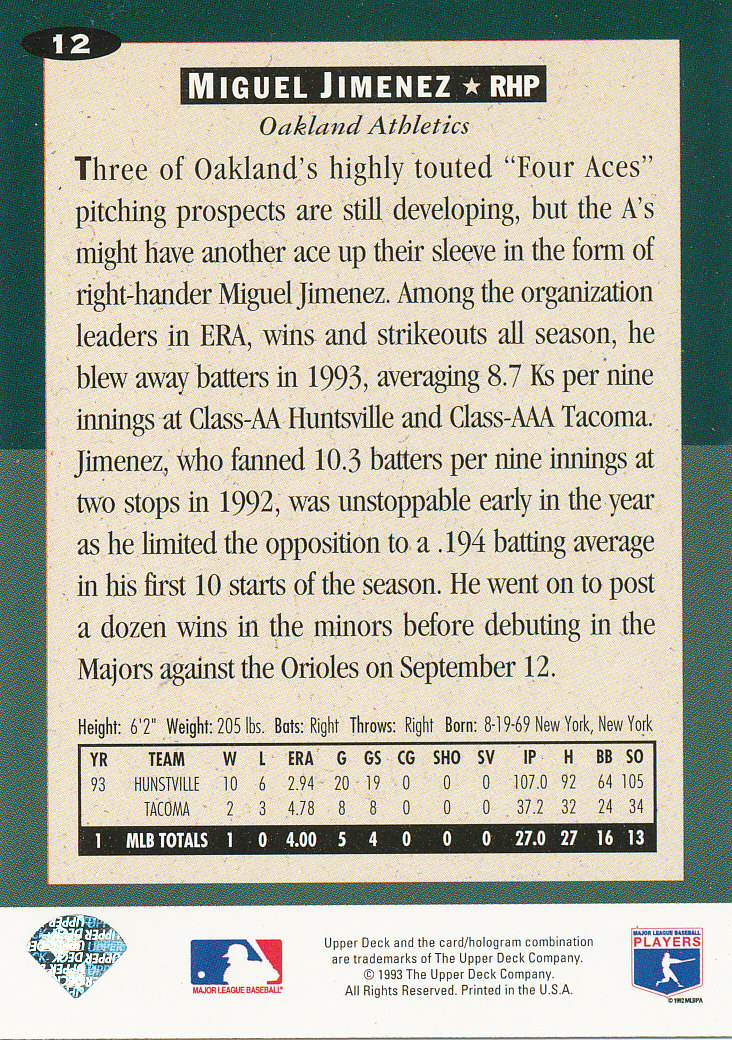 12
MIGUEL JIMENEZ ★ RHP
Oakland Athletics
Three of Oakland's highly touted "Four Aces"
pitching prospects are still developing, but the A's
might have another ace up their sleeve in the form of
right-hander Miguel Jimenez. Among the organization
leaders in ERA, wins and strikeouts all season, he
blew away batters in 1993, averaging 8.7 Ks per nine
innings at Class-AA Huntsville and Class-AAA Tacoma.
Jimenez, who fanned 10.3 batters per nine innings at
two stops in 1992, was unstoppable early in the year
as he limited the opposition to a .194 batting average
in his first 10 starts of the season. He went on to post
a dozen wins in the minors before debuting in the
Majors against the Orioles on September 12.
Height: 6'2" Weight: 205 lbs. Bats: Right Throws: Right Born: 8-19-69 New York, New York
YR TEAM W L ERA G GS CG SHO SV IP H BB SO
93 HUNSTVILLE 10 6 2.94 20 19 0 0 0 107.0 92 64 105
TACOMA 2 3 4.78 8 8 0 0 0 37.2 32 24 34
1 MLB TOTALS 1 0 4.00 5 4 0 0 0 27.0 27 16 13
UPPER DECK
MAJOR LEAGUE BASEBALL
Upper Deck and the card/hologram combination
are trademarks of The Upper Deck Company.
© 1993 The Upper Deck Company.
All Rights Reserved. Printed in the U.S.A.
MAJOR LEAGUE BASEBALL
PLAYERS
© 1992 MLBPA